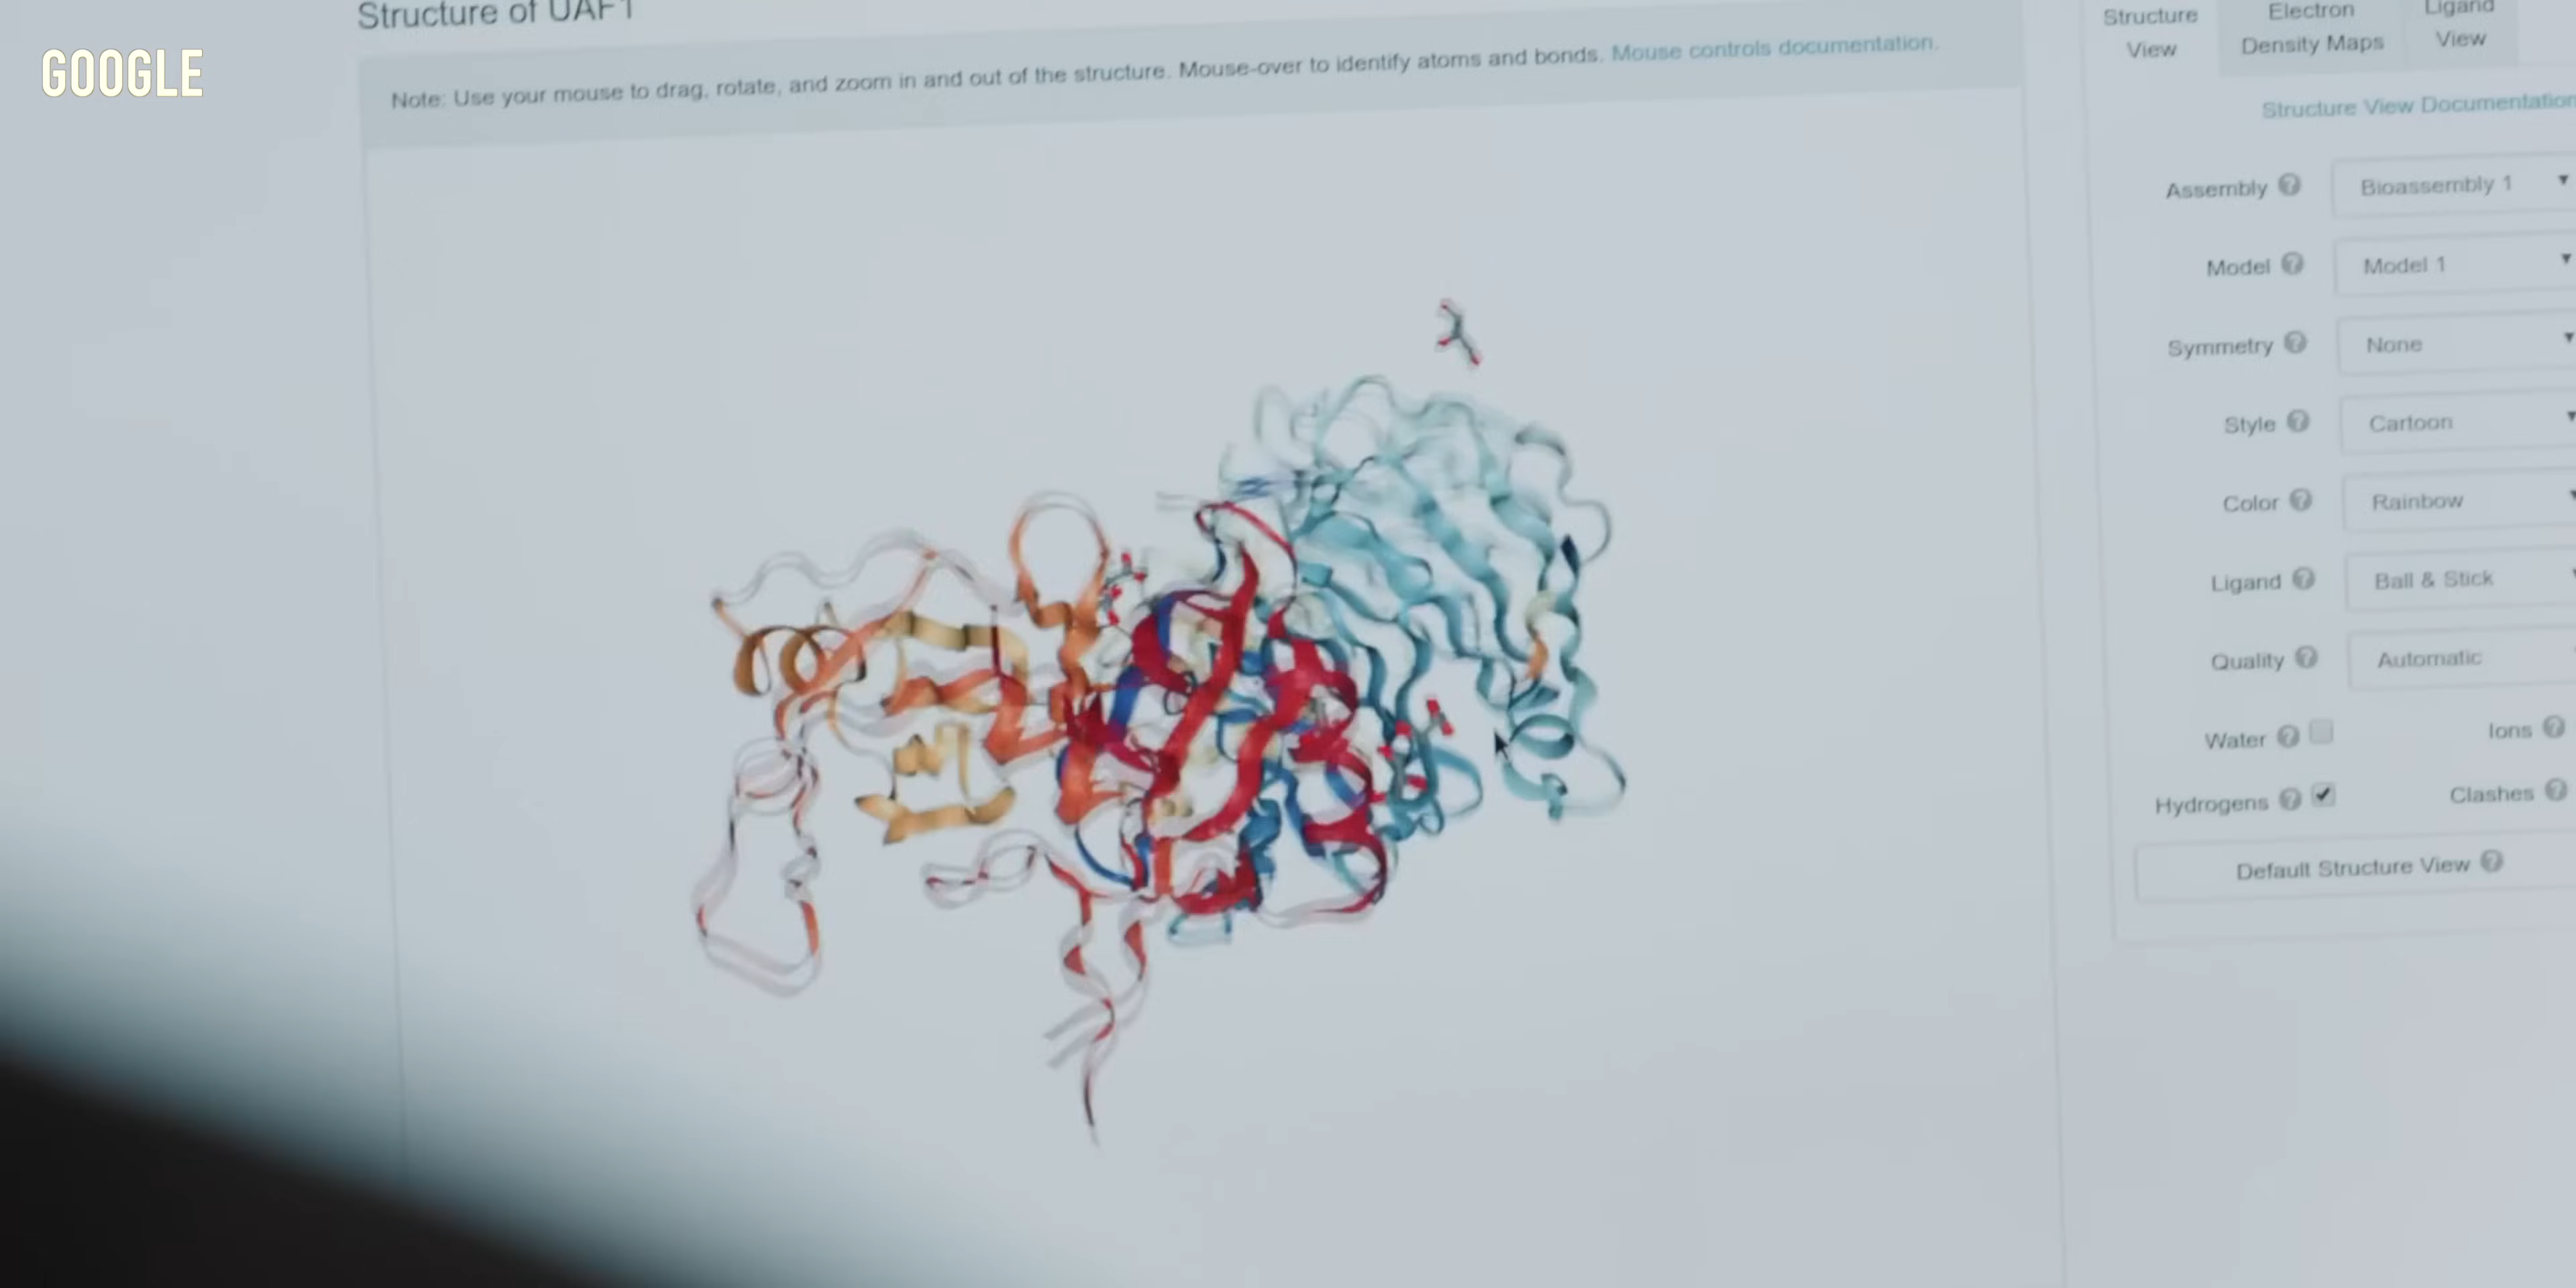 GOOGLE
Structure of UAF1
Note: Use your mouse to drag, rotate, and zoom in and out of the structure. Mouse-over to identify atoms and bonds. Mouse controls documentation.
Structure View
Electron Density Maps
Ligand View
Structure View Documentation
Assembly ? Bioassembly 1
Model ? Model 1
Symmetry ? None
Style ? Cartoon
Color ? Rainbow
Ligand ? Ball & Stick
Quality ? Automatic
Water ? Ions ?
Hydrogens ? Clashes ?
Default Structure View ?